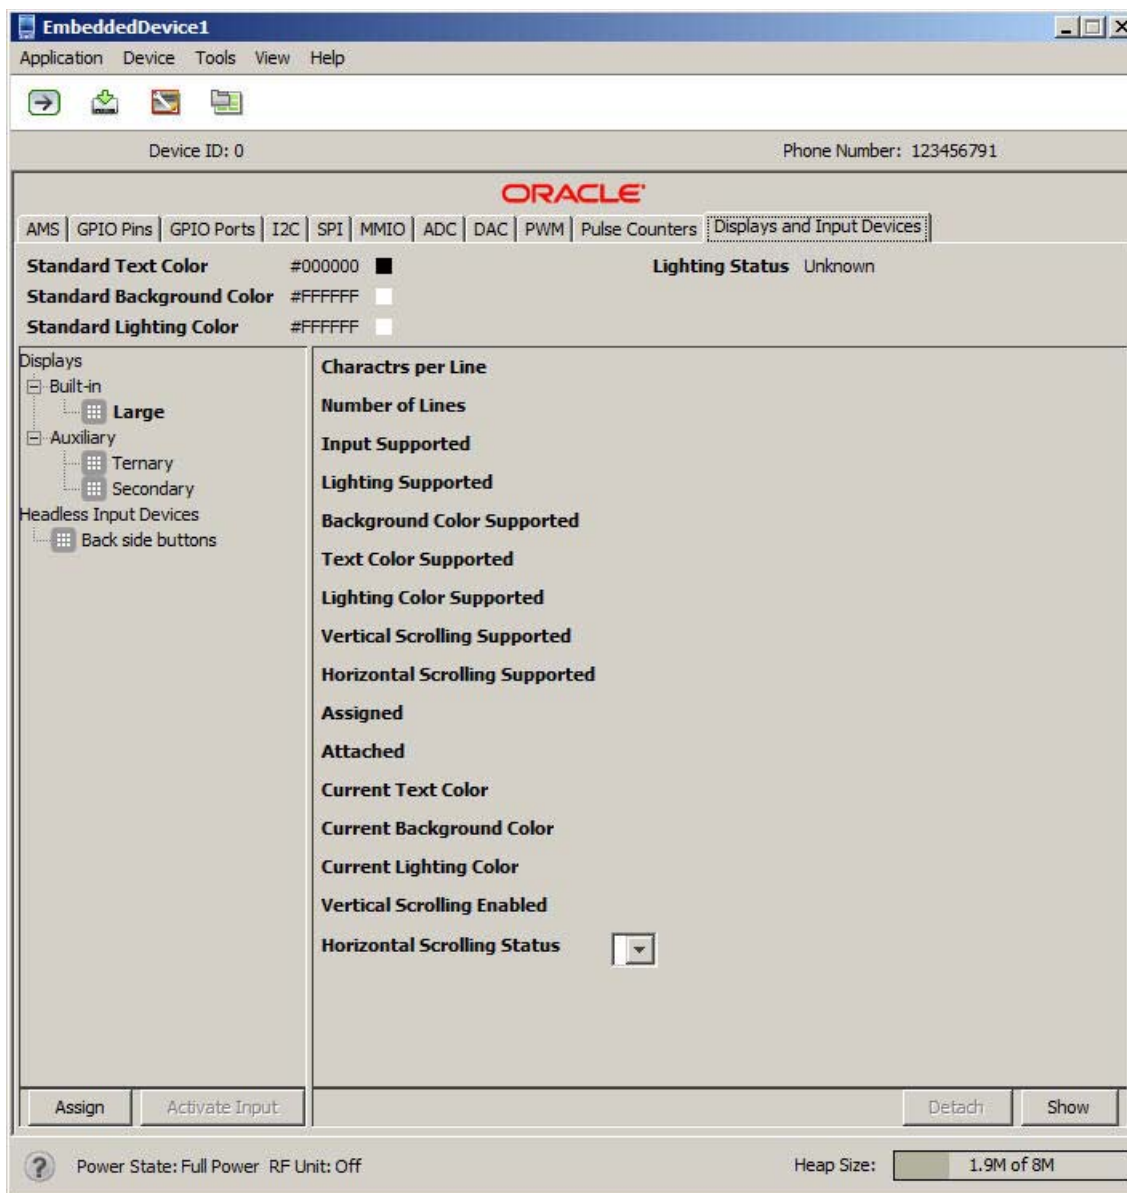 EmbeddedDevice1
Application Device Tools View Help
Device ID: 0 Phone Number: 123456791
ORACLE
AMS GPIO Pins GPIO Ports I2C SPI MMIO ADC DAC PWM Pulse Counters Displays and Input Devices
Standard Text Color #000000 Lighting Status Unknown
Standard Background Color #FFFFFF
Standard Lighting Color #FFFFFF
Displays
Built-in
Large
Auxiliary
Ternary
Secondary
Headless Input Devices
Back side buttons
Charactrs per Line
Number of Lines
Input Supported
Lighting Supported
Background Color Supported
Text Color Supported
Lighting Color Supported
Vertical Scrolling Supported
Horizontal Scrolling Supported
Assigned
Attached
Current Text Color
Current Background Color
Current Lighting Color
Vertical Scrolling Enabled
Horizontal Scrolling Status
Assign Activate Input Detach Show
? Power State: Full Power RF Unit: Off Heap Size: 1.9M of 8M